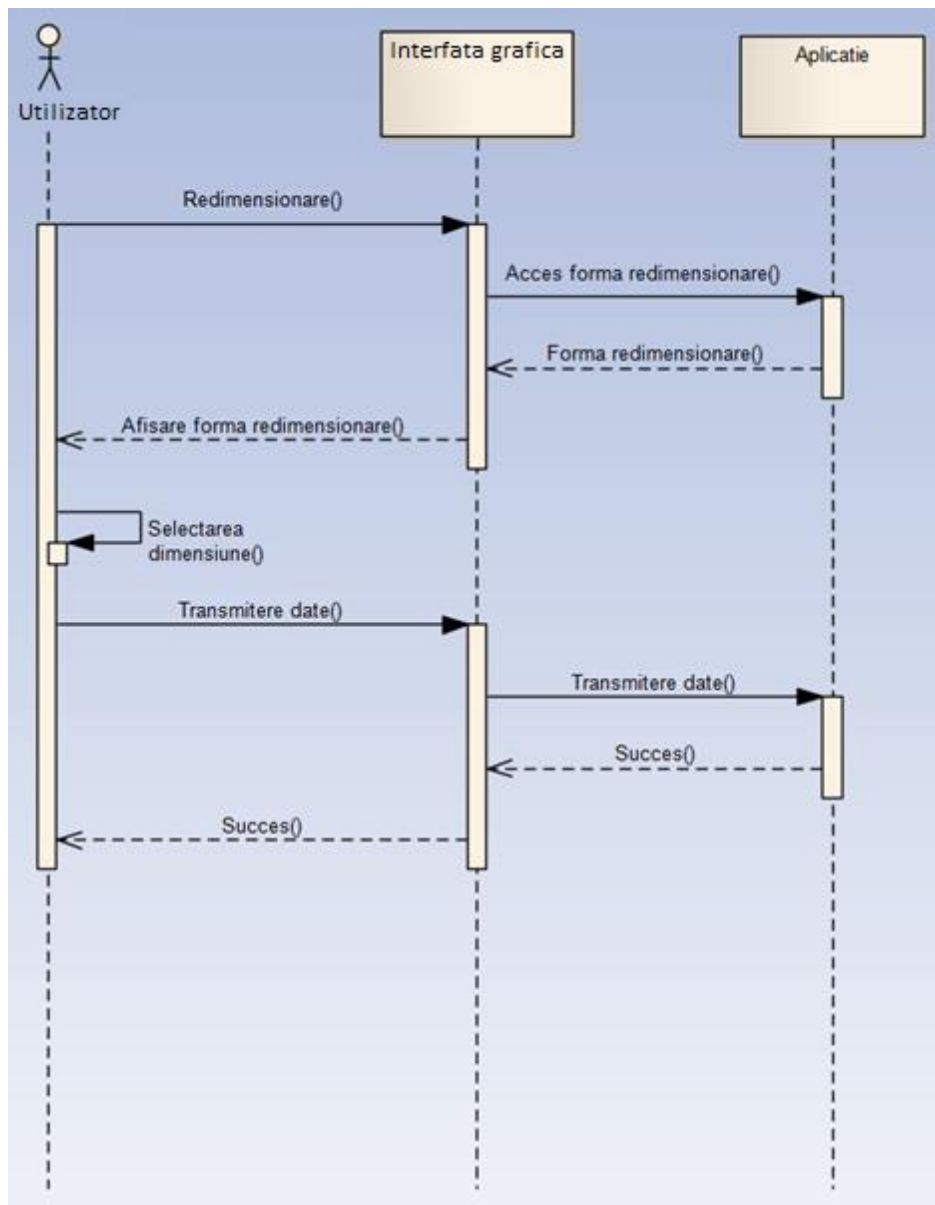 Utilizator
Interfata grafica
Aplicatie
Redimensionare()
Acces forma redimensionare()
Forma redimensionare()
Afisare forma redimensionare()
Selectarea
dimensiune()
Transmitere date()
Transmitere date()
Succes()
Succes()